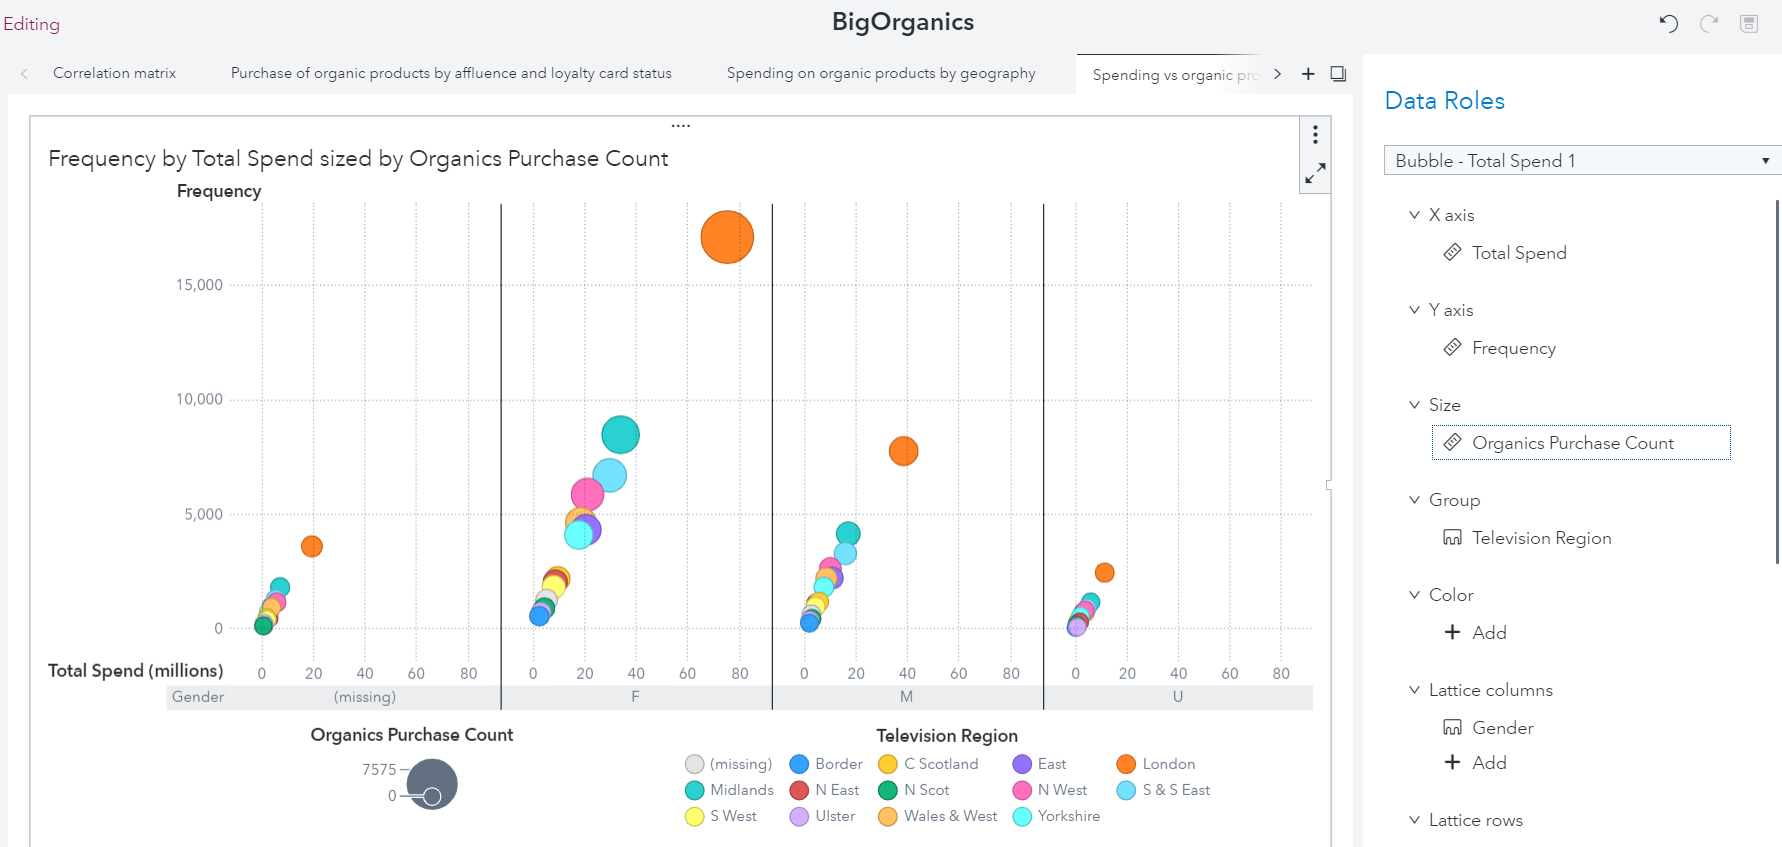 Editing
BigOrganics
Correlation matrix
Purchase of organic products by affluence and loyalty card status
Spending on organic products by geography
Spending vs organic pro
Data Roles
Bubble - Total Spend 1
X axis
Total Spend
Y axis
Frequency
Size
Organics Purchase Count
Group
Television Region
Color
+ Add
Lattice columns
Gender
+ Add
Lattice rows
Frequency by Total Spend sized by Organics Purchase Count
Frequency
15,000
10,000
5,000
0
Total Spend (millions)
0 20 40 60 80 0 20 40 60 80 0 20 40 60 80 0 20 40 60 80
Gender (missing) F M U
Organics Purchase Count
7575
0
Television Region
(missing) Border C Scotland East London
Midlands N East N Scot N West S & S East
S West Ulster Wales & West Yorkshire